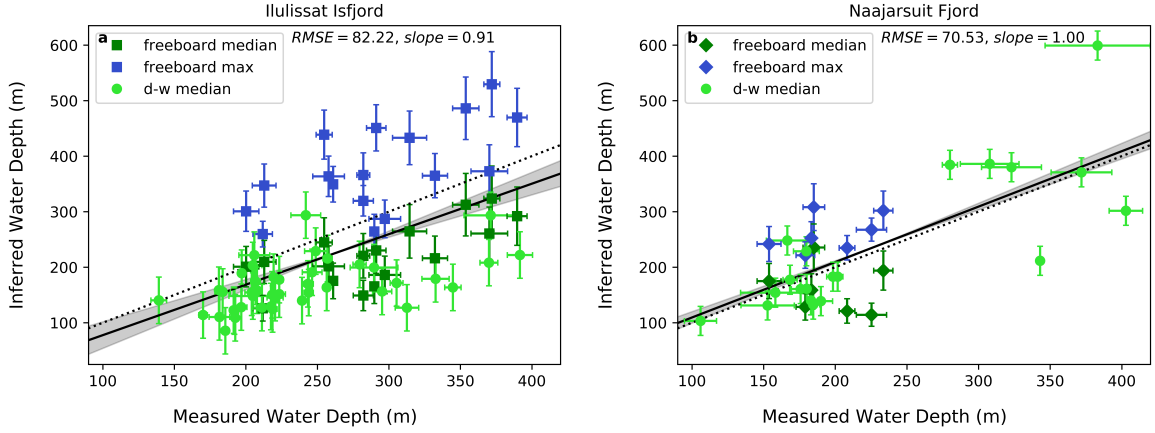 Ilulissat Isfjord
a
RMSE = 82.22, slope = 0.91
freeboard median
freeboard max
d-w median
600
500
400
300
200
100
Inferred Water Depth (m)
100 150 200 250 300 350 400
Measured Water Depth (m)
Naajarsuit Fjord
b
RMSE = 70.53, slope = 1.00
freeboard median
freeboard max
d-w median
600
500
400
300
200
100
Inferred Water Depth (m)
100 150 200 250 300 350 400
Measured Water Depth (m)